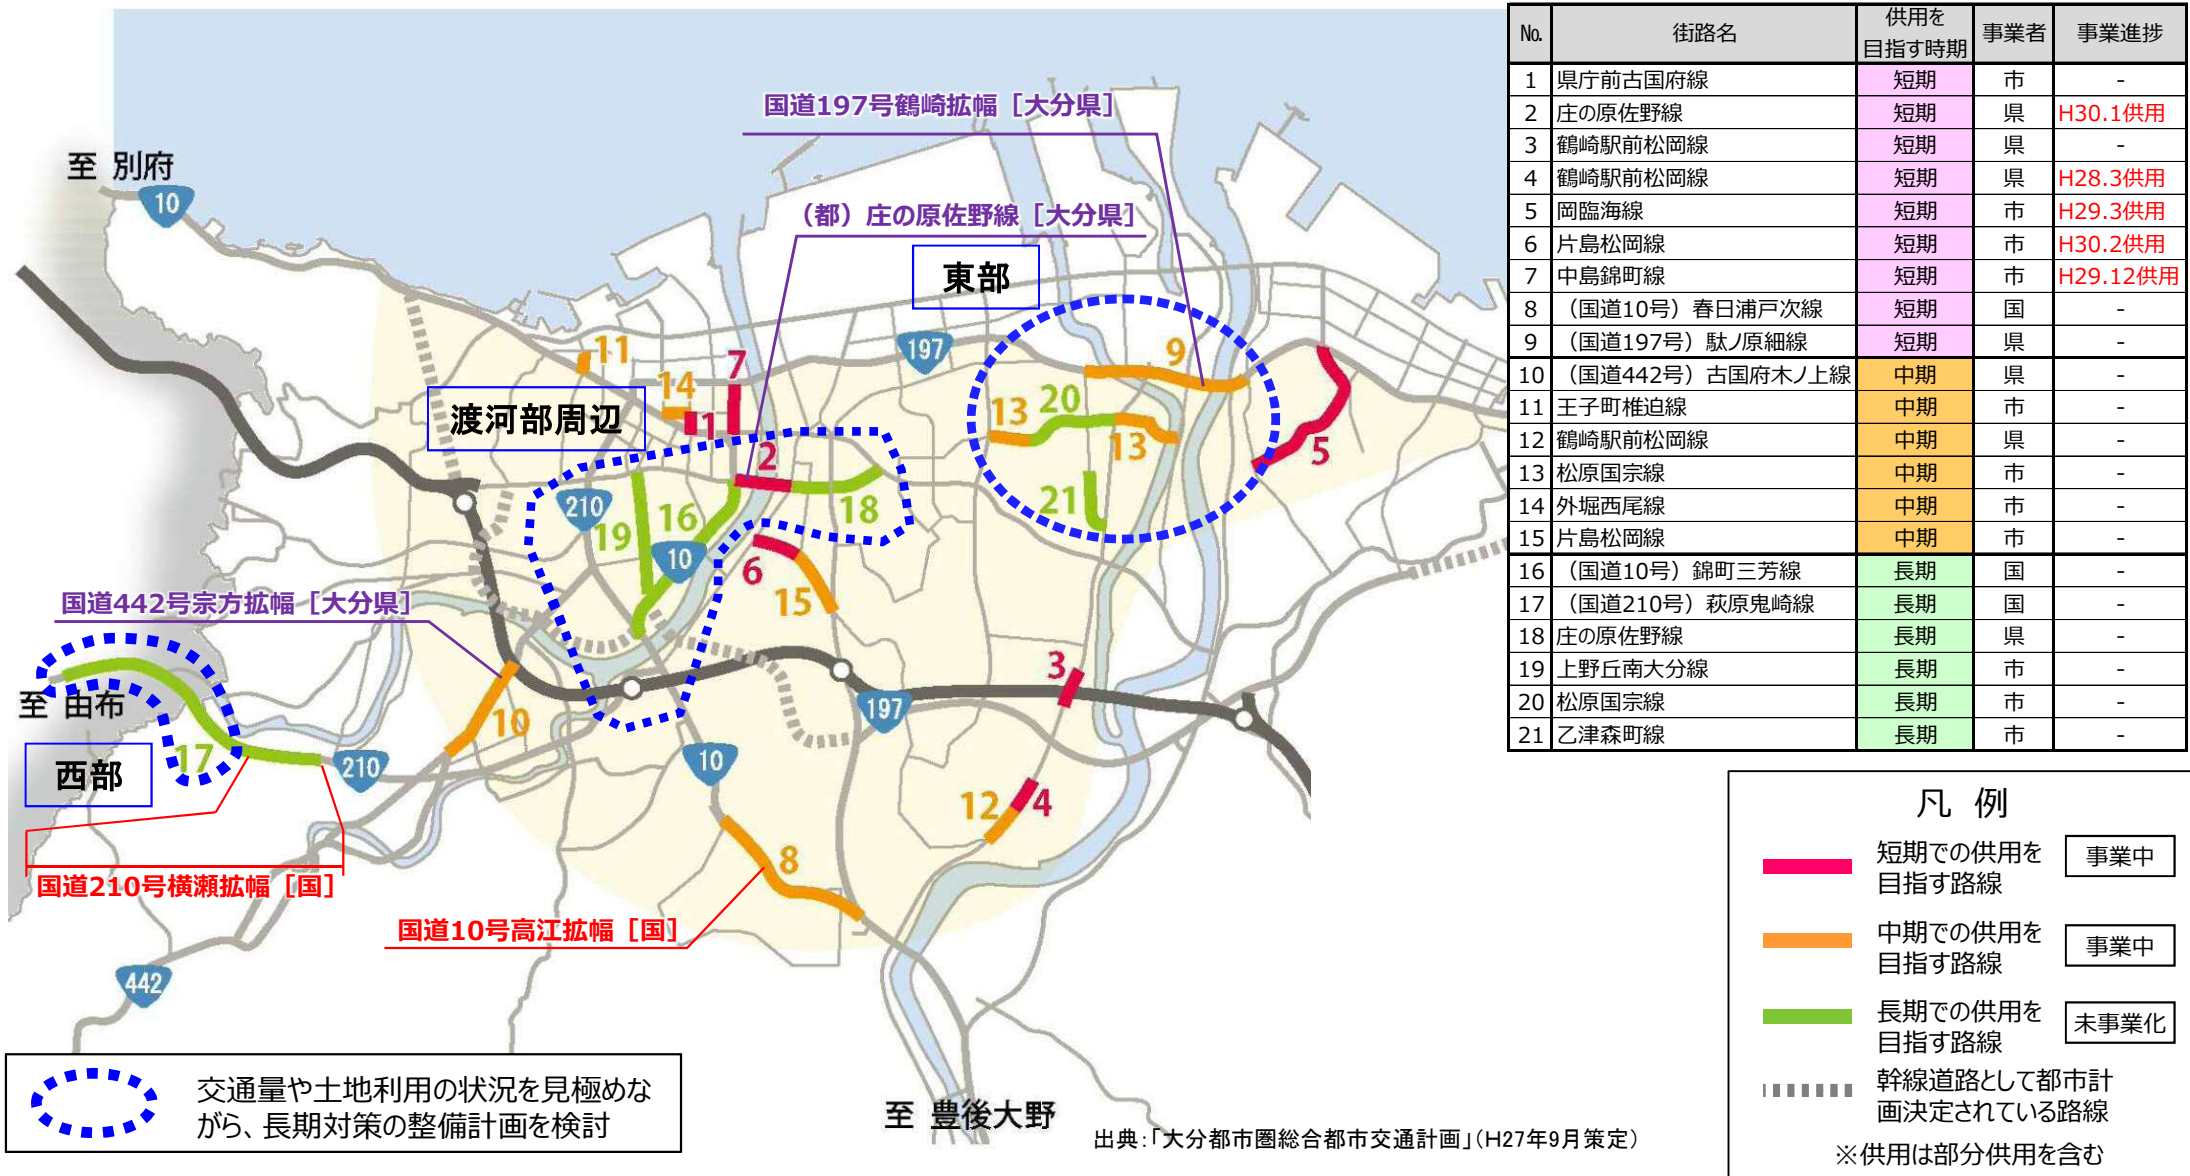 国道197号鶴崎拡幅［大分県］
至 別府
10
（都）庄の原佐野線［大分県］
東部
197
11
7
9
14
1
渡河部周辺
13
20
13
5
2
210
16
18
21
19
10
6
15
国道442号宗方拡幅［大分県］
3
至 由布
10
197
17
210
西部
10
12
4
8
国道210号横瀬拡幅［国］
国道10号高江拡幅［国］
442
交通量や土地利用の状況を見極めな
がら、長期対策の整備計画を検討
至 豊後大野
出典：「大分都市圏総合都市交通計画」（H27年9月策定）
No. 街路名 供用を 事業者 事業進捗
目指す時期
1 県庁前古国府線 短期 市 -
2 庄の原佐野線 短期 県 H30.1供用
3 鶴崎駅前松岡線 短期 県 -
4 鶴崎駅前松岡線 短期 県 H28.3供用
5 岡臨海線 短期 市 H29.3供用
6 片島松岡線 短期 市 H30.2供用
7 中島錦町線 短期 市 H29.12供用
8 （国道10号）春日浦戸次線 短期 国 -
9 （国道197号）駄ノ原細線 短期 県 -
10 （国道442号）古国府木ノ上線 中期 県 -
11 王子町椎迫線 中期 市 -
12 鶴崎駅前松岡線 中期 県 -
13 松原国宗線 中期 市 -
14 外堀西尾線 中期 市 -
15 片島松岡線 中期 市 -
16 （国道10号）錦町三芳線 長期 国 -
17 （国道210号）萩原鬼崎線 長期 国 -
18 庄の原佐野線 長期 県 -
19 上野丘南大分線 長期 市 -
20 松原国宗線 長期 市 -
21 乙津森町線 長期 市 -
凡 例
短期での供用を 事業中
目指す路線
中期での供用を 事業中
目指す路線
長期での供用を 未事業化
目指す路線
幹線道路として都市計
画決定されている路線
※供用は部分供用を含む